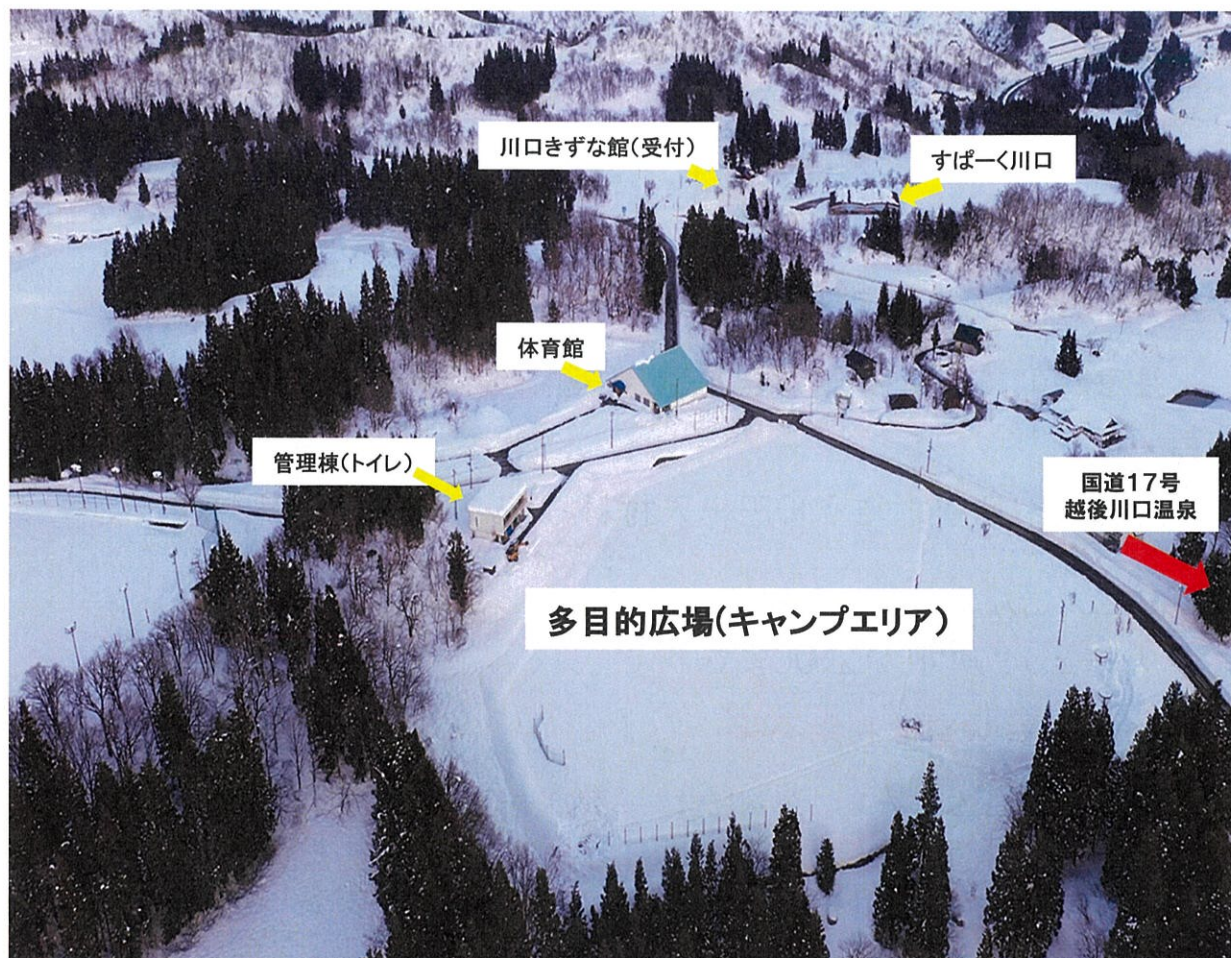 川口きずな館(受付)
すぱーく川口
体育館
管理棟(トイレ)
国道17号
越後川口温泉
多目的広場(キャンプエリア)